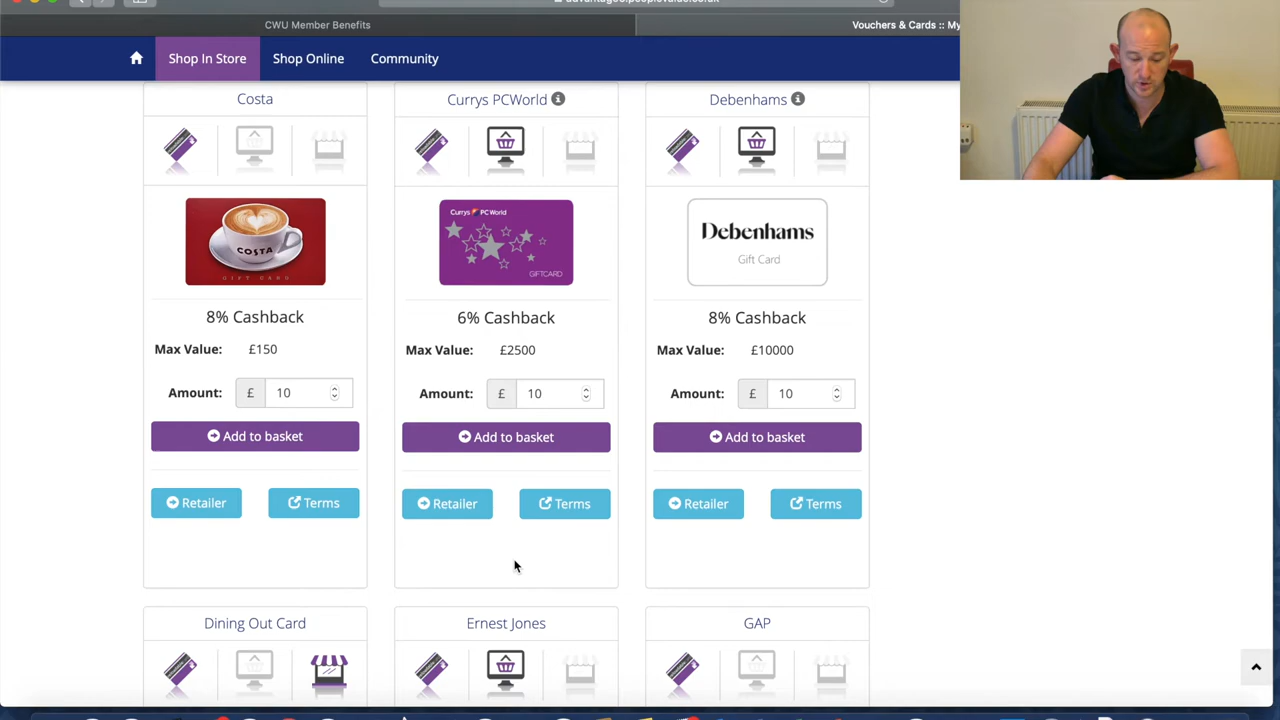 CWU Member Benefits
Vouchers & Cards :: My
Shop In Store
Shop Online
Community
Costa
Currys PCWorld
Debenhams
COSTA
GIFT CARD
Currys PC World
GIFTCARD
Debenhams
Gift Card
8% Cashback
6% Cashback
8% Cashback
Max Value: £150
Max Value: £2500
Max Value: £10000
Amount: £ 10
Amount: £ 10
Amount: £ 10
Add to basket
Add to basket
Add to basket
Retailer
Terms
Retailer
Terms
Retailer
Terms
Dining Out Card
Ernest Jones
GAP